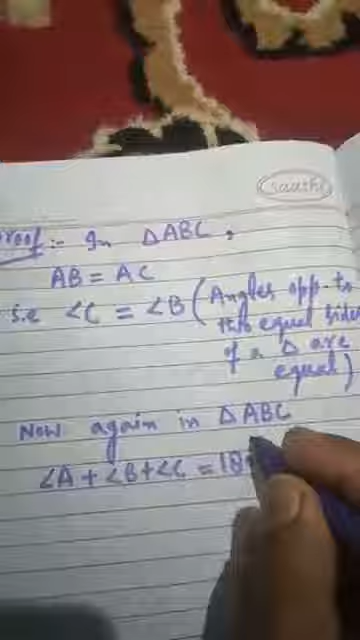 saathi
Proof :- In ΔABC,
AB = AC
i.e ∠C = ∠B (Angles opp. to
the equal sides
of a Δ are
equal)
Now again in ΔABC
∠A + ∠B + ∠C = 18